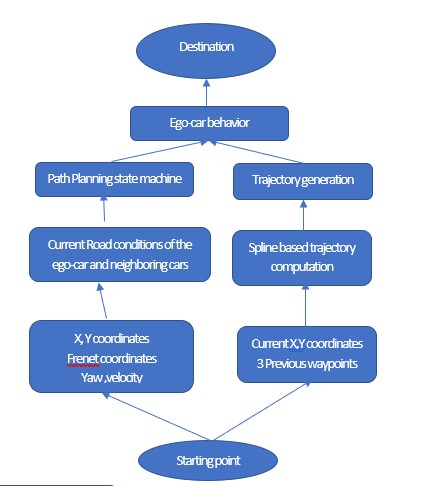 Destination
Ego-car behavior
Path Planning state machine
Trajectory generation
Current Road conditions of the
ego-car and neighboring cars
Spline based trajectory
computation
X, Y coordinates
Frenet coordinates
Yaw ,velocity
Current X,Y coordinates
3 Previous waypoints
Starting point